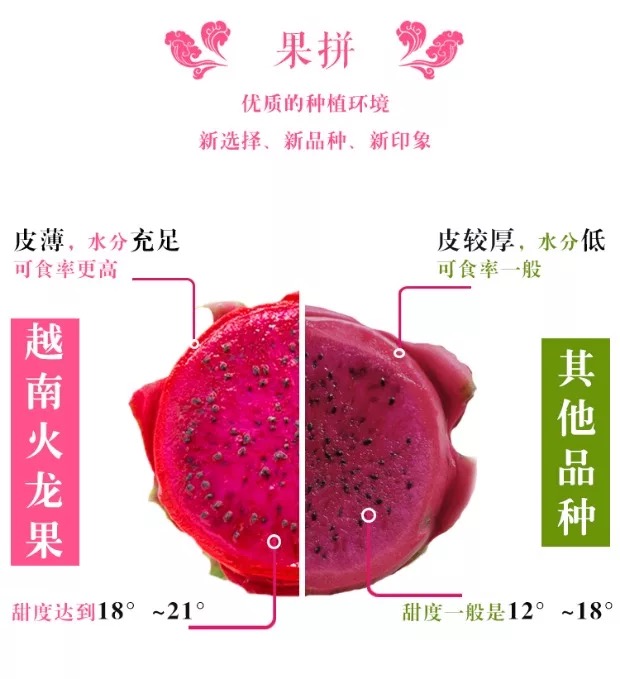 果拼
优质的种植环境
新选择、新品种、新印象
皮薄，水分充足
可食率更高
皮较厚，水分低
可食率一般
越南火龙果
其他品种
甜度达到18° ~21°
甜度一般是12° ~18°